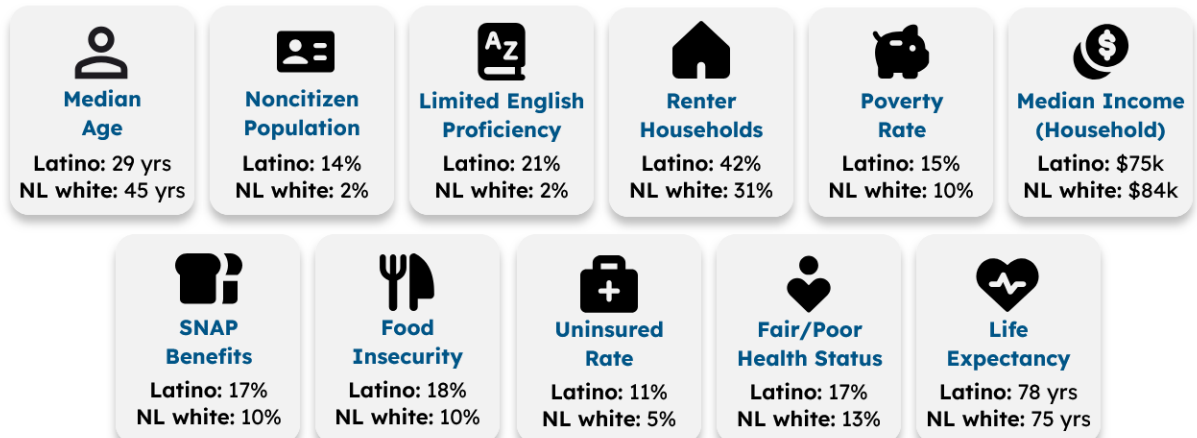 Median
Age
Latino: 29 yrs
NL white: 45 yrs
Noncitizen
Population
Latino: 14%
NL white: 2%
A
Z
Limited English
Proficiency
Latino: 21%
NL white: 2%
Renter
Households
Latino: 42%
NL white: 31%
Poverty
Rate
Latino: 15%
NL white: 10%
$
Median Income
(Household)
Latino: $75k
NL white: $84k
SNAP
Benefits
Latino: 17%
NL white: 10%
Food
Insecurity
Latino: 18%
NL white: 10%
Uninsured
Rate
Latino: 11%
NL white: 5%
Fair/Poor
Health Status
Latino: 17%
NL white: 13%
Life
Expectancy
Latino: 78 yrs
NL white: 75 yrs